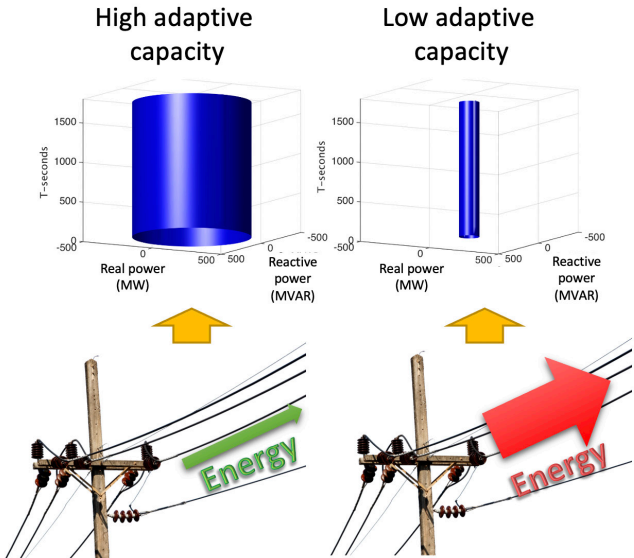 High adaptive
capacity
Low adaptive
capacity
T-seconds
1500
1000
500
0
-500
0
500
500
0
-500
Real power
(MW)
Reactive
power
(MVAR)
T-seconds
1500
1000
500
0
-500
0
500
500
0
-500
Real power
(MW)
Reactive
power
(MVAR)
Energy
Energy